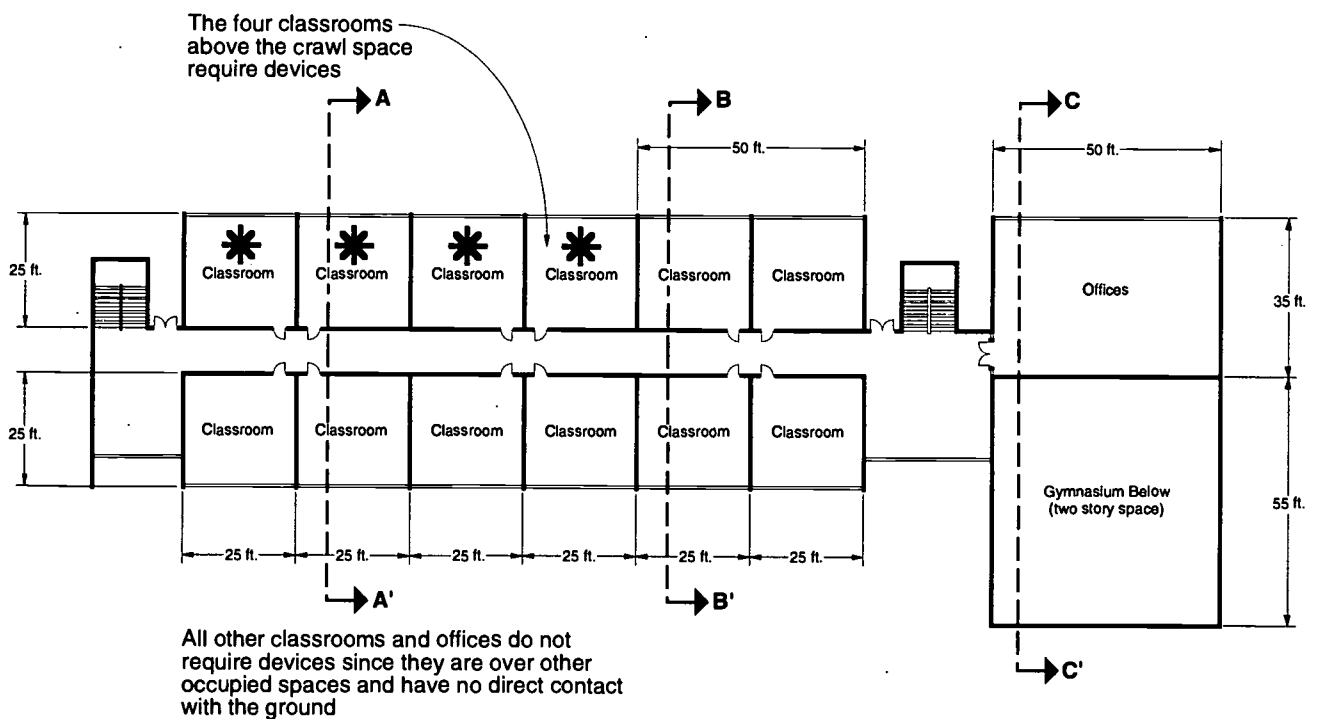 The four classrooms
above the crawl space
require devices
A
B
C
50 ft.
50 ft.
25 ft.
Classroom
Classroom
Classroom
Classroom
Classroom
Classroom
Offices
35 ft.
25 ft.
Classroom
Classroom
Classroom
Classroom
Classroom
Classroom
Gymnasium Below
(two story space)
55 ft.
25 ft.
25 ft.
25 ft.
25 ft.
25 ft.
25 ft.
A'
B'
C'
All other classrooms and offices do not
require devices since they are over other
occupied spaces and have no direct contact
with the ground